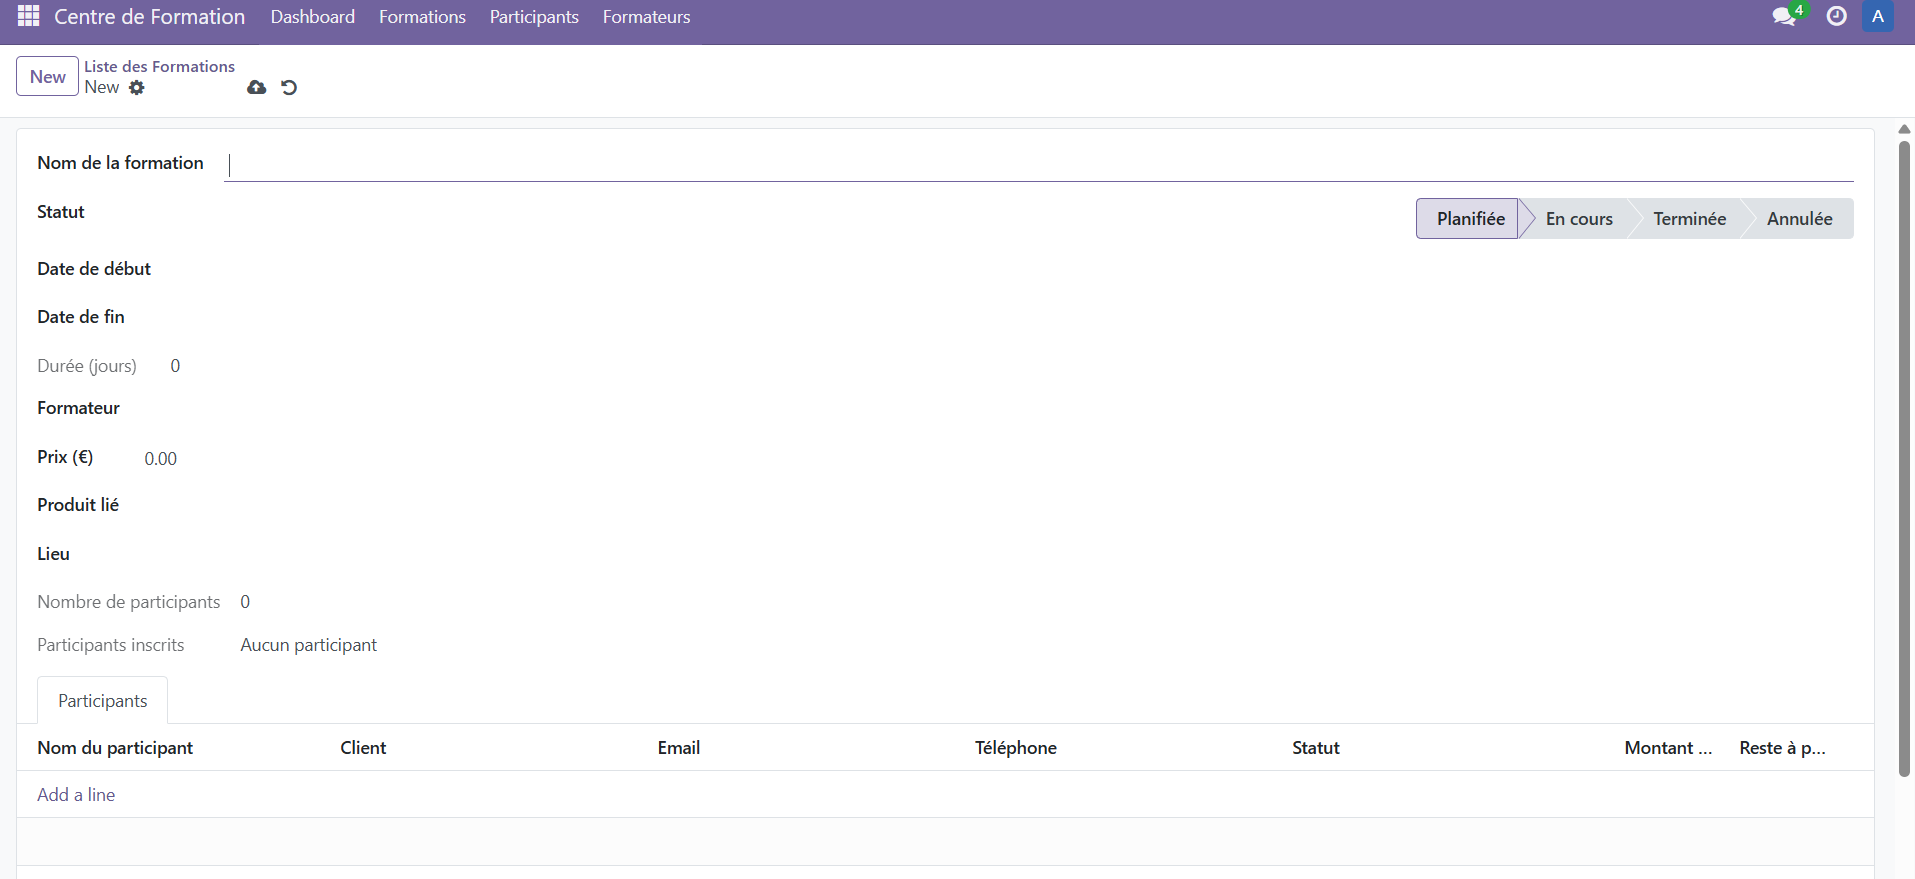 Centre de Formation Dashboard Formations Participants Formateurs 4 A
New Liste des Formations
New
Nom de la formation
Statut Planifiée En cours Terminée Annulée
Date de début
Date de fin
Durée (jours) 0
Formateur
Prix (€) 0.00
Produit lié
Lieu
Nombre de participants 0
Participants inscrits Aucun participant
Participants
Nom du participant Client Email Téléphone Statut Montant ... Reste à p...
Add a line